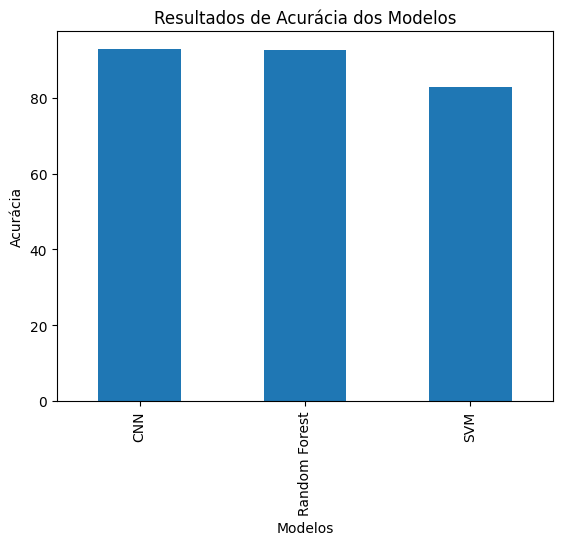 Resultados de Acurácia dos Modelos
Acurácia
80
60
40
20
0
CNN
Random Forest
SVM
Modelos